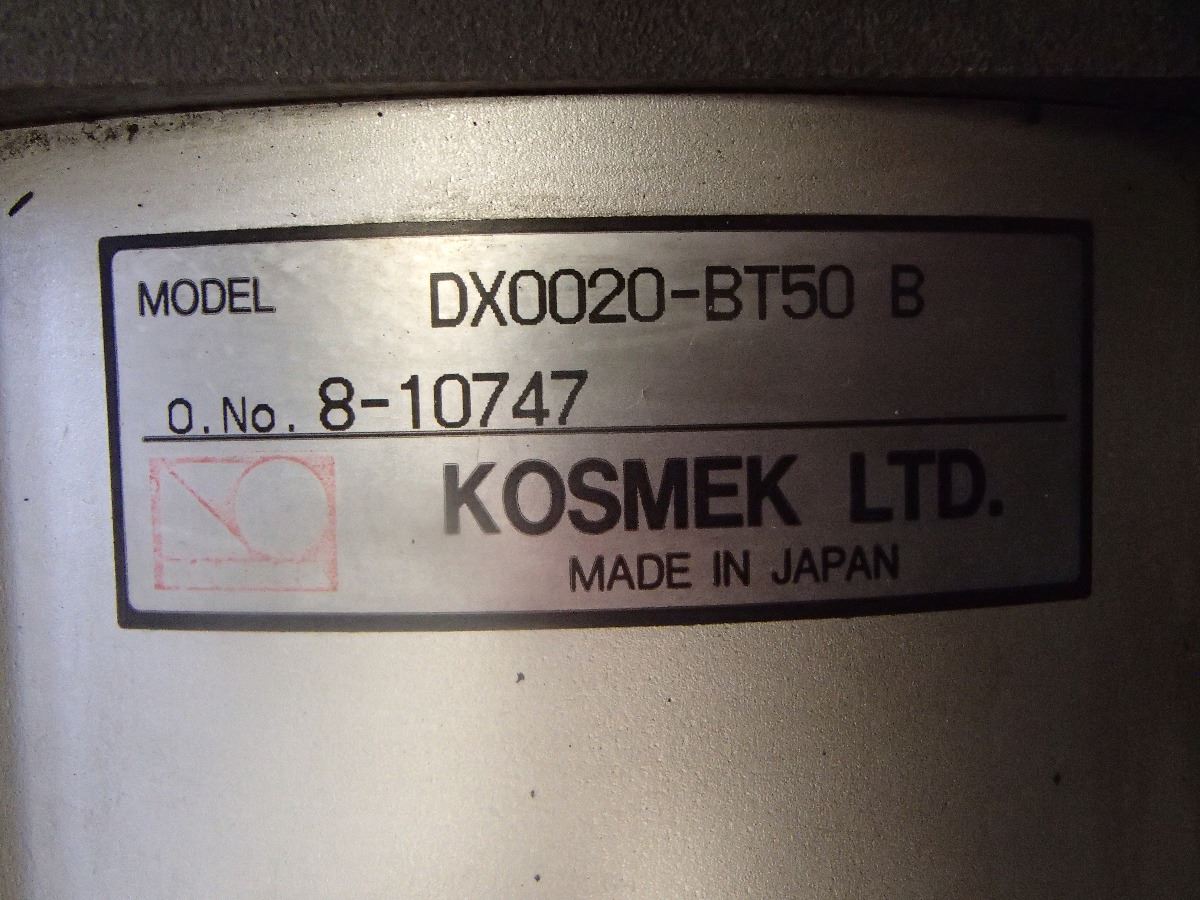 MODEL DX0020-BT50 B
O.No. 8-10747
KOSMEK LTD.
MADE IN JAPAN